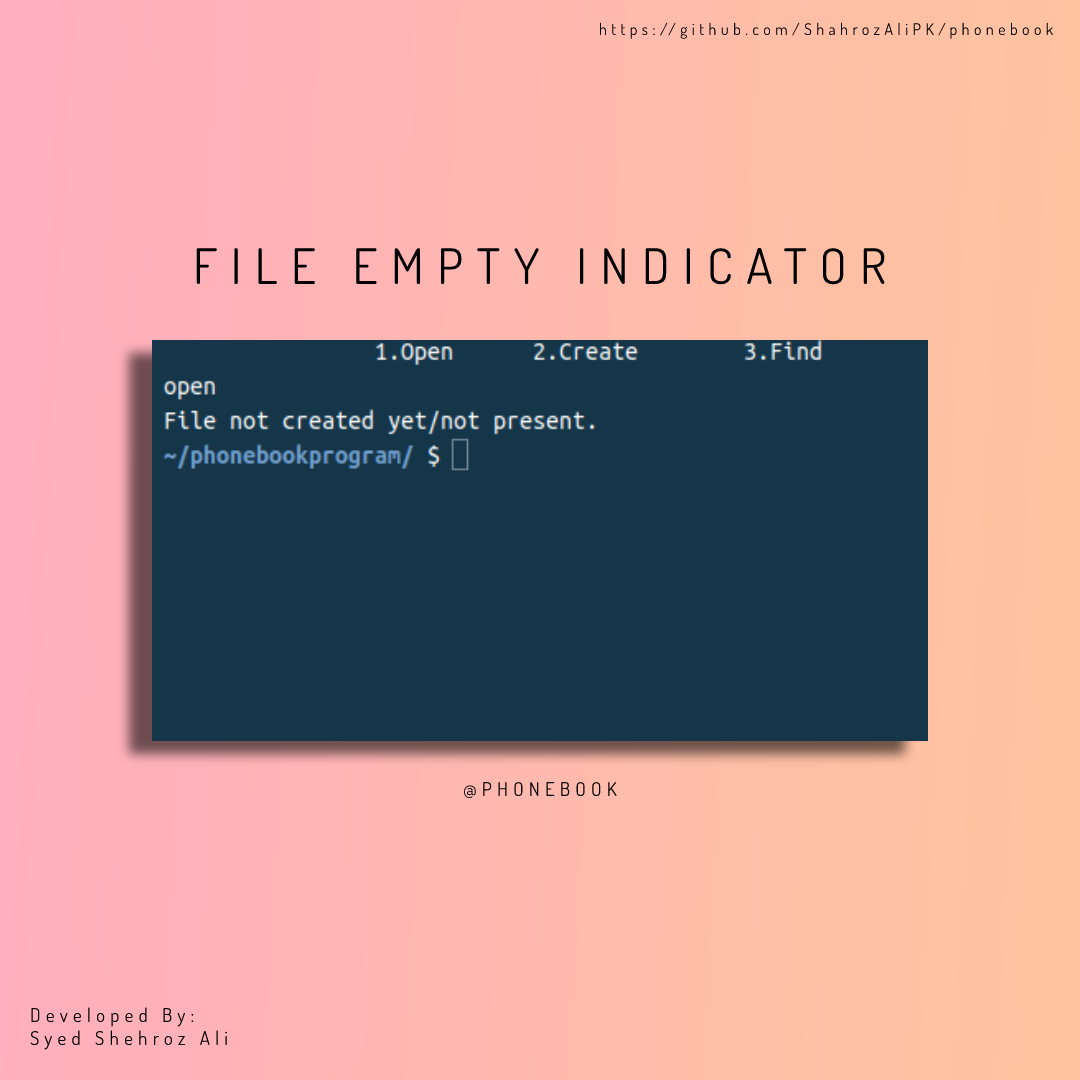 https://github.com/ShahrozAliPK/phonebook
FILE EMPTY INDICATOR
1.Open 2.Create 3.Find
open
File not created yet/not present.
~/phonebookprogram/ $
@PHONEBOOK
Developed By:
Syed Shehroz Ali